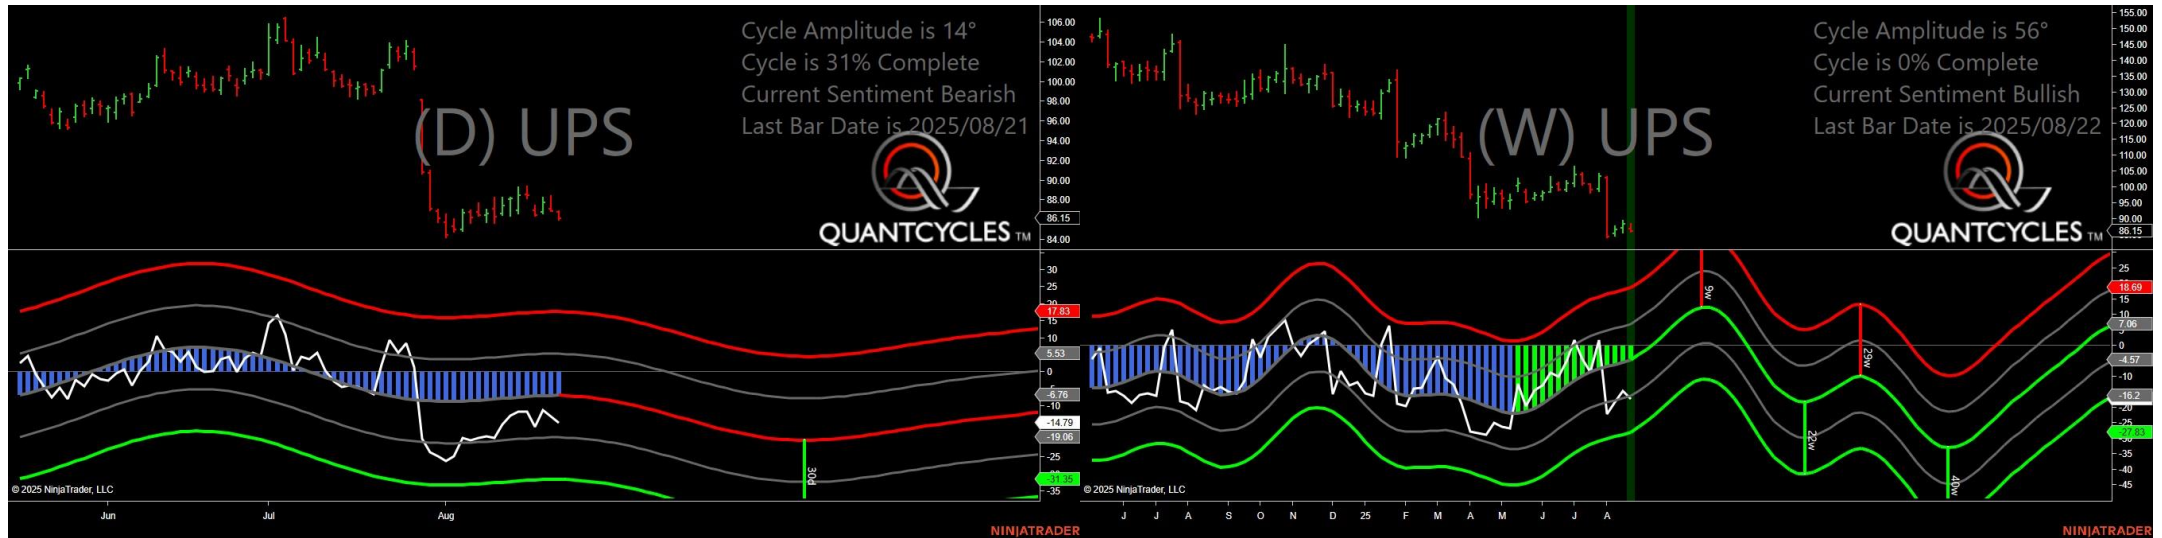 Cycle Amplitude is 14°
Cycle is 31% Complete
Current Sentiment Bearish
Last Bar Date is 2025/08/21
(D) UPS
QUANTCYCLES TM
106.00
104.00
102.00
100.00
98.00
96.00
94.00
92.00
90.00
88.00
86.15
84.00
30
25
20
17.83
15
10
5.53
0
-6.76
-10
-14.79
-19.06
-25
-31.35
-35
30d
© 2025 NinjaTrader, LLC
Jun Jul Aug
NINJATRADER
Cycle Amplitude is 56°
Cycle is 0% Complete
Current Sentiment Bullish
Last Bar Date is 2025/08/22
(W) UPS
QUANTCYCLES TM
155.00
150.00
145.00
140.00
135.00
130.00
125.00
120.00
115.00
110.00
105.00
100.00
95.00
90.00
86.15
25
18.69
15
10
7.06
0
-4.57
-10
-16.2
-20
-27.83
-35
-40
-45
9w
22w
29w
40w
© 2025 NinjaTrader, LLC
J J A S O N D 25 F M A M J J A
NINJATRADER